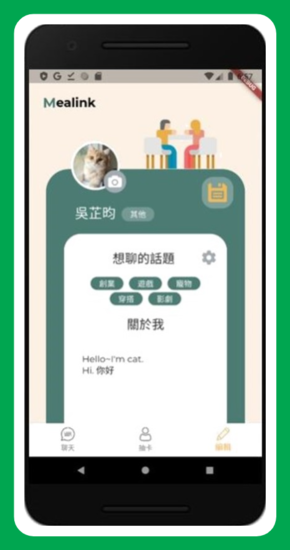 Mealink
吳芷昀
其他
想聊的話題
創業 遊戲 寵物
穿搭 影劇
關於我
Hello~I'm cat.
Hi. 你好
聊天 抽卡 編輯